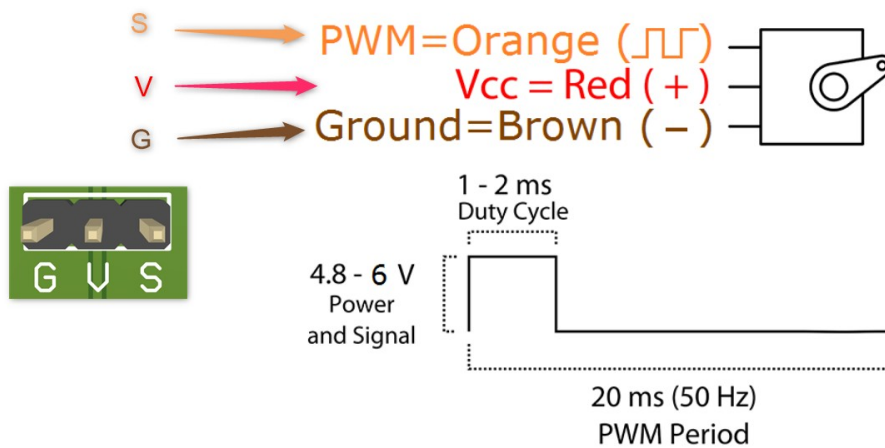 S
PWM=Orange ( )
V
Vcc = Red ( + )
G
Ground=Brown ( − )
G V S
1 - 2 ms
Duty Cycle
4.8 - 6 V
Power
and Signal
20 ms (50 Hz)
PWM Period